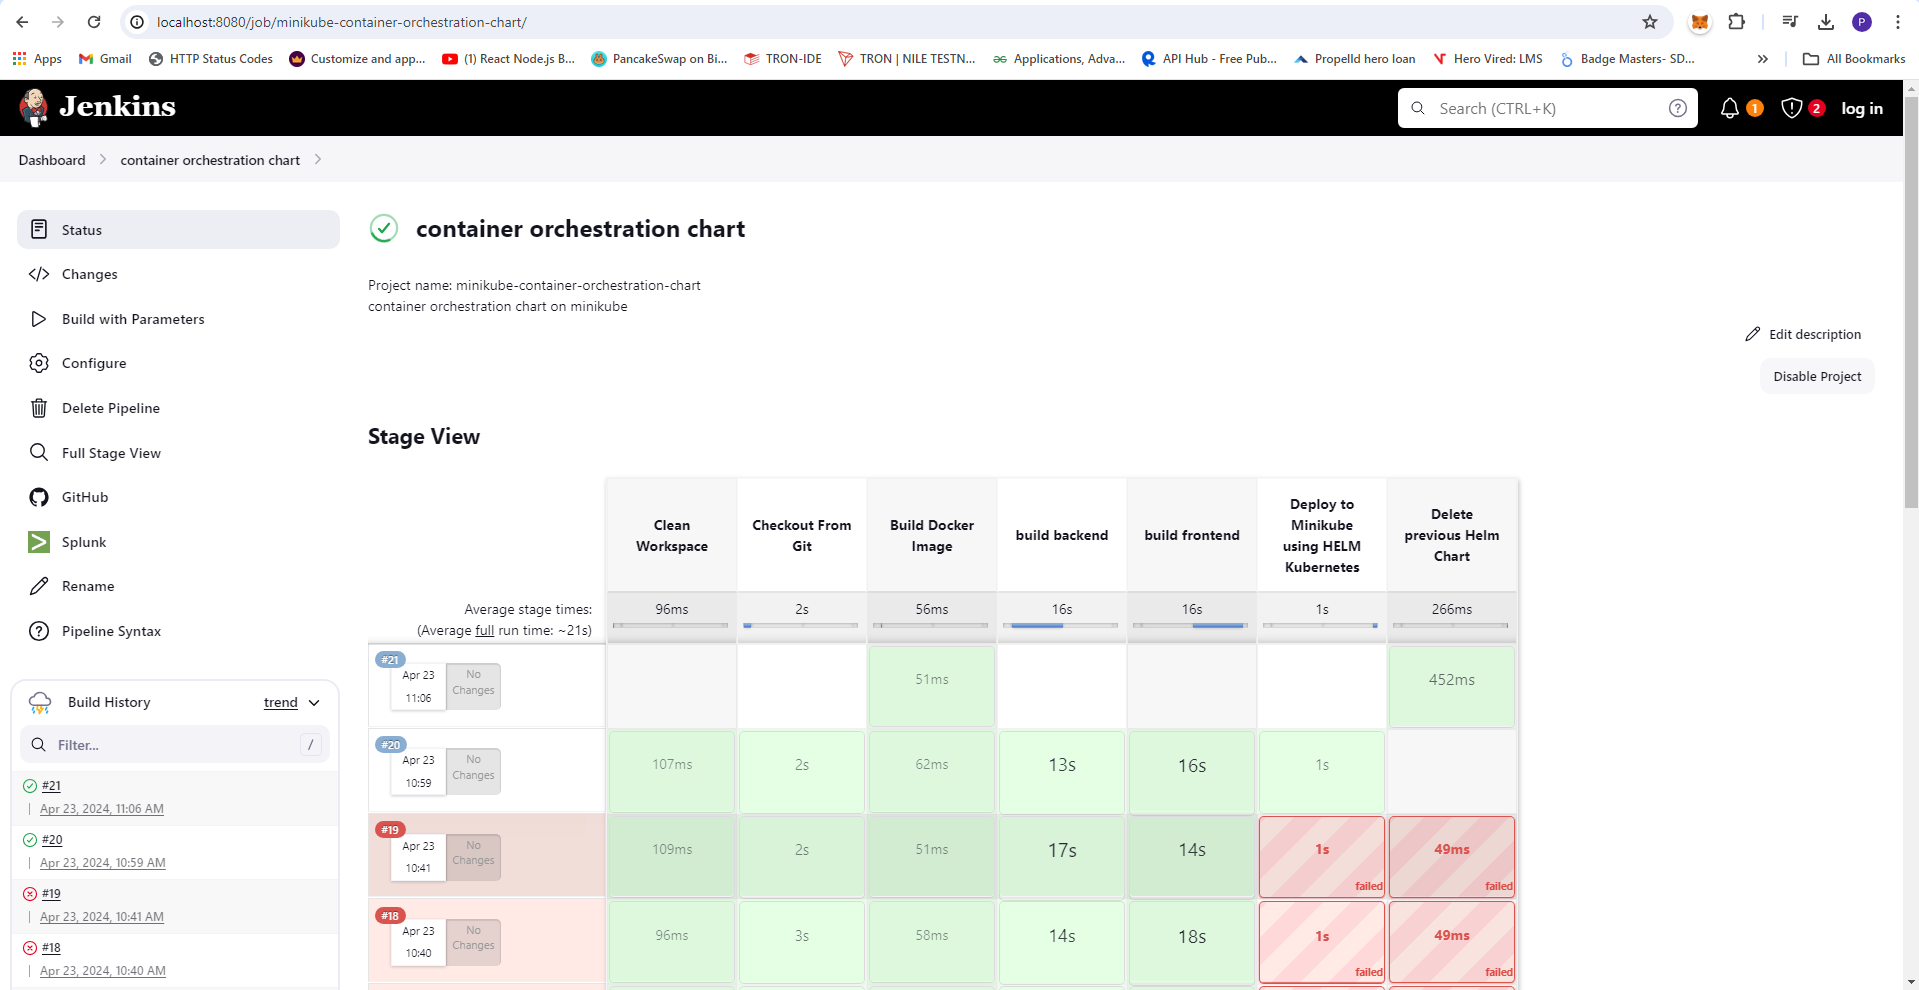 localhost:8080/job/minikube-container-orchestration-chart/
P
Apps
Gmail
HTTP Status Codes
Customize and app...
(1) React Node.js B...
PancakeSwap on Bi...
TRON-IDE
TRON | NILE TESTN...
Applications, Adva...
API Hub - Free Pub...
Propelld hero loan
Hero Vired: LMS
Badge Masters- SD...
All Bookmarks
Jenkins
Search (CTRL+K)
1
2
log in
Dashboard
container orchestration chart
Status
Changes
Build with Parameters
Configure
Delete Pipeline
Full Stage View
GitHub
Splunk
Rename
Pipeline Syntax
Build History
trend
Filter...
/
#21
Apr 23, 2024, 11:06 AM
#20
Apr 23, 2024, 10:59 AM
#19
Apr 23, 2024, 10:41 AM
#18
Apr 23, 2024, 10:40 AM
container orchestration chart
Project name: minikube-container-orchestration-chart
container orchestration chart on minikube
Edit description
Disable Project
Stage View
Clean
Workspace
Checkout From
Git
Build Docker
Image
build backend
build frontend
Deploy to
Minikube
using HELM
Kubernetes
Delete
previous Helm
Chart
Average stage times:
(Average full run time: ~21s)
96ms
2s
56ms
16s
16s
1s
266ms
#21
Apr 23
11:06
No
Changes
51ms
452ms
#20
Apr 23
10:59
No
Changes
107ms
2s
62ms
13s
16s
1s
#19
Apr 23
10:41
No
Changes
109ms
2s
51ms
17s
14s
1s
failed
49ms
failed
#18
Apr 23
10:40
No
Changes
96ms
3s
58ms
14s
18s
1s
failed
49ms
failed